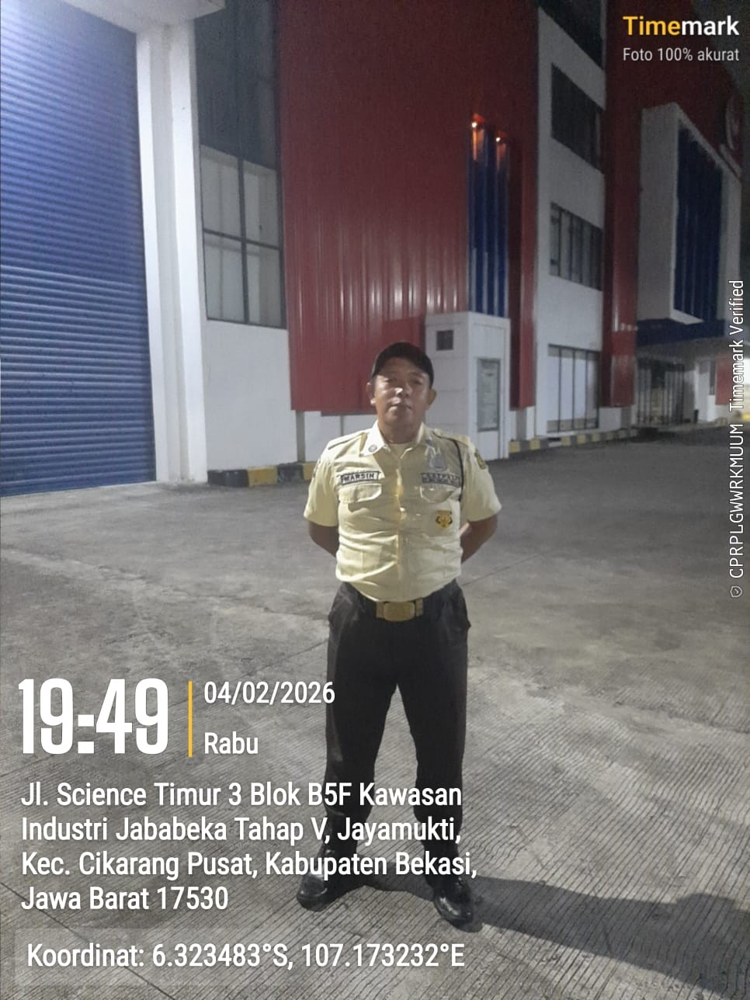 Timemark
Foto 100% akurat
CPRPLGWWRKMUUM Timemark Verified
WARSIH
19:49
04/02/2026
Rabu
Jl. Science Timur 3 Blok B5F Kawasan
Industri Jababeka Tahap V, Jayamukti,
Kec. Cikarang Pusat, Kabupaten Bekasi,
Jawa Barat 17530
Koordinat: 6.323483°S, 107.173232°E